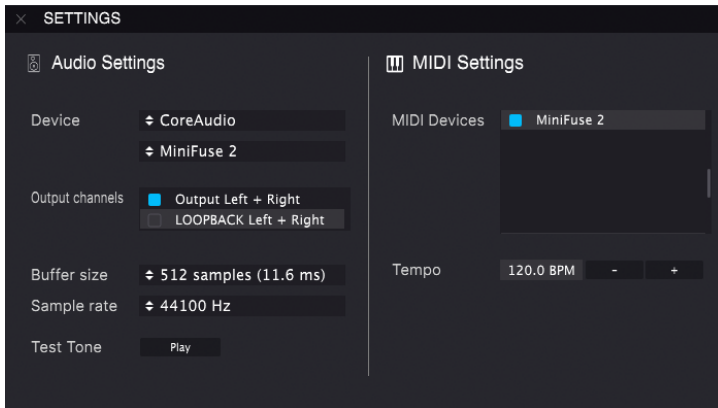 × SETTINGS
Audio Settings
Device
CoreAudio
MiniFuse 2
Output channels
Output Left + Right
LOOPBACK Left + Right
Buffer size
512 samples (11.6 ms)
Sample rate
44100 Hz
Test Tone
Play
MIDI Settings
MIDI Devices
MiniFuse 2
Tempo
120.0 BPM - +